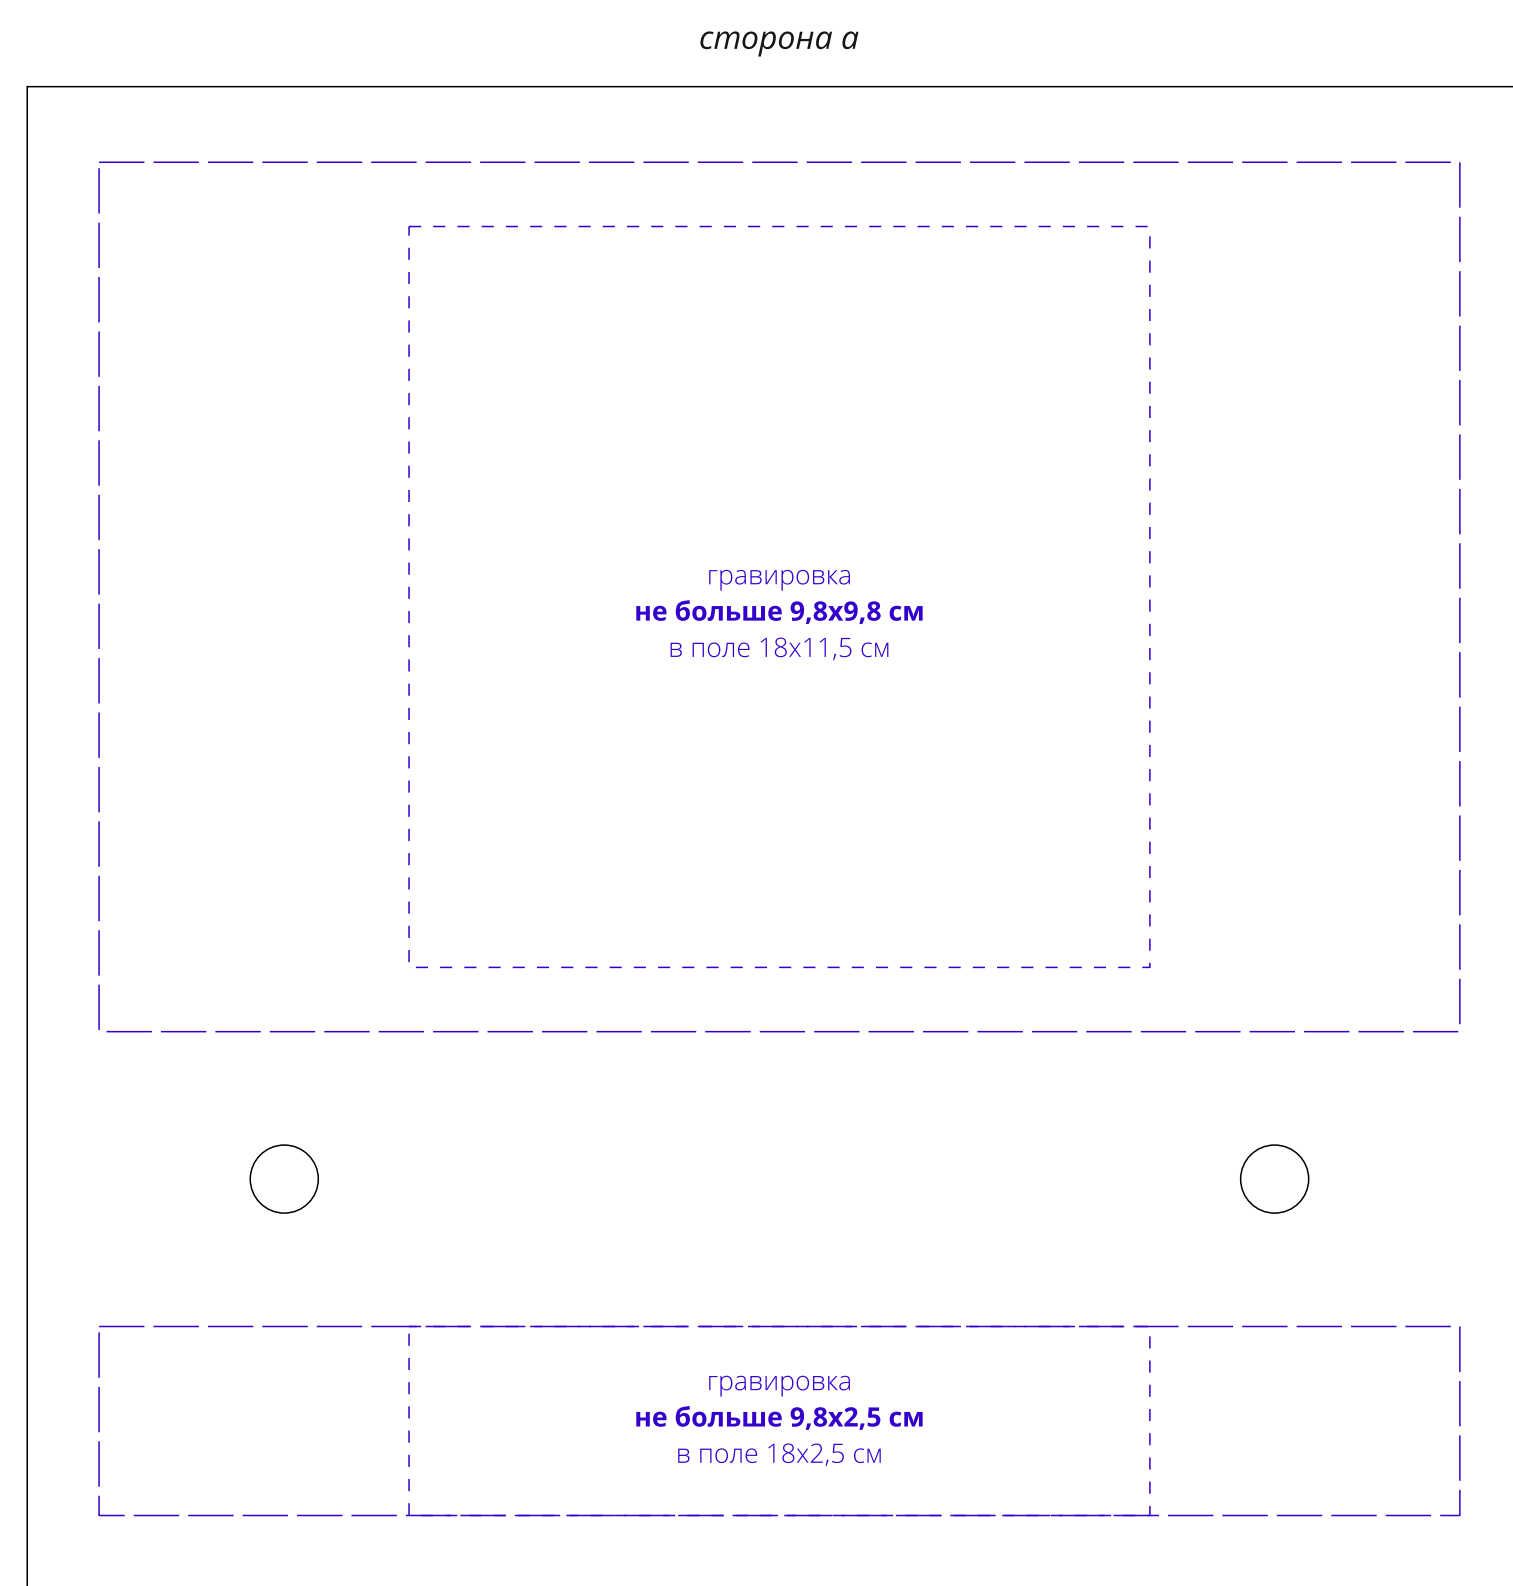 сторона а
гравировка
не больше 9,8х9,8 см
в поле 18х11,5 см
гравировка
не больше 9,8х2,5 см
в поле 18х2,5 см